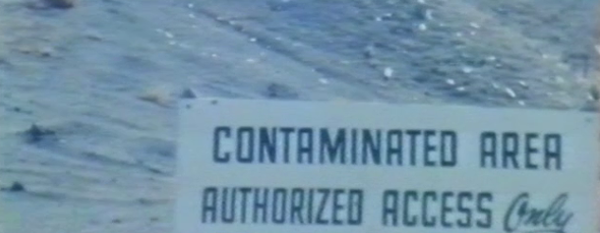 CONTAMINATED AREA
AUTHORIZED ACCESS Only